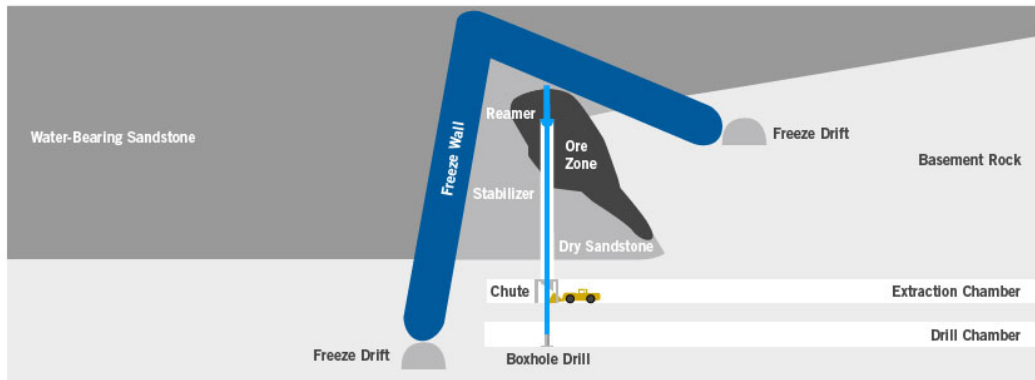 Reamer
Water-Bearing Sandstone
Freeze Drift
Ore
Zone
Basement Rock
Freeze Wall
Stabilizer
Dry Sandstone
Chute
Extraction Chamber
Drill Chamber
Freeze Drift
Boxhole Drill